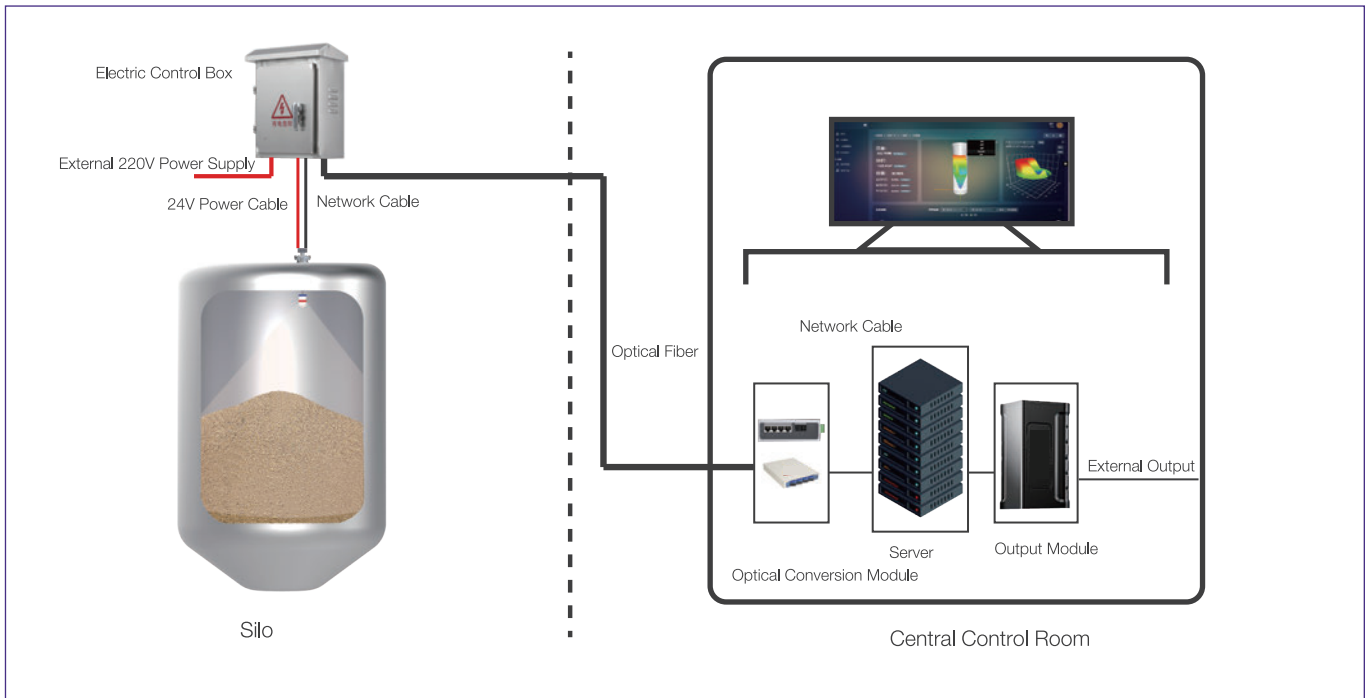 Electric Control Box
External 220V Power Supply
24V Power Cable
Network Cable
Optical Fiber
Network Cable
External Output
Server
Output Module
Optical Conversion Module
Silo
Central Control Room